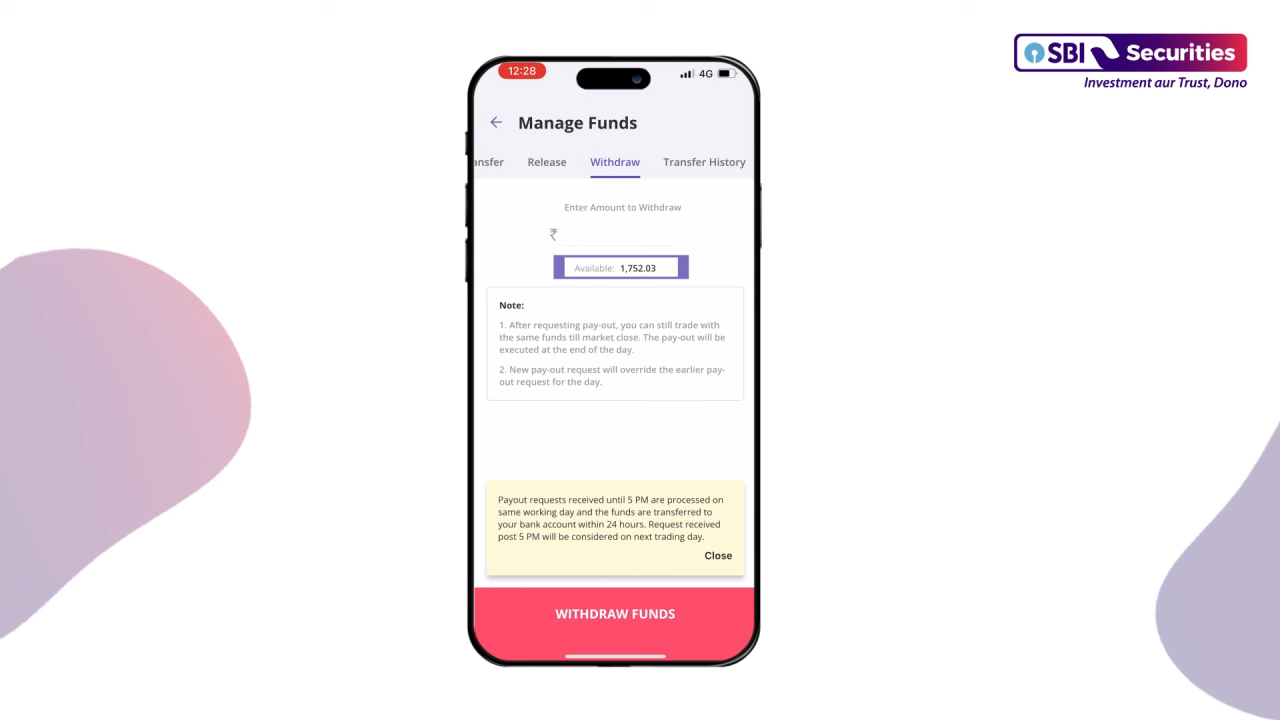 SBI Securities
Investment aur Trust, Dono
12:28
4G
Manage Funds
ansfer Release Withdraw Transfer History
Enter Amount to Withdraw
₹
Available: 1,752.03
Note:
1. After requesting pay-out, you can still trade with
the same funds till market close. The pay-out will be
executed at the end of the day.
2. New pay-out request will override the earlier pay-
out request for the day.
Payout requests received until 5 PM are processed on
same working day and the funds are transferred to
your bank account within 24 hours. Request received
post 5 PM will be considered on next trading day.
Close
WITHDRAW FUNDS